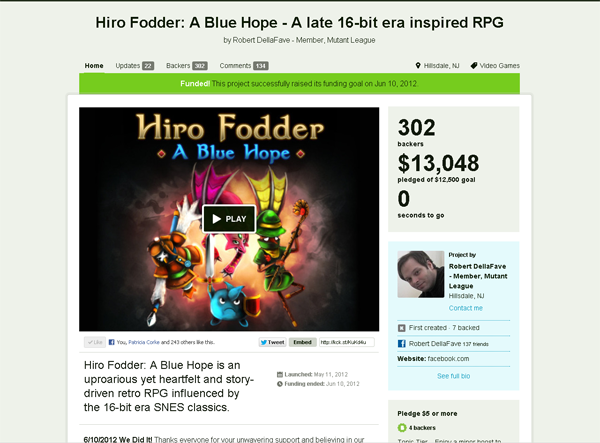 Hiro Fodder: A Blue Hope - A late 16-bit era inspired RPG
by Robert DellaFave - Member, Mutant League
Home Updates 22 Backers 302 Comments 134 Hillsdale, NJ Video Games
Funded! This project successfully raised its funding goal on Jun 10, 2012.
Hiro Fodder
A Blue Hope
PLAY
Like You, Patricia Corke and 243 others like this. Tweet Embed
Hiro Fodder: A Blue Hope is an
uproarious yet heartfelt and story-
driven retro RPG influenced by
the 16-bit era SNES classics.
Launched: May 11, 2012
Funding ended: Jun 10, 2012
6/10/2012 We Did It! Thanks everyone for your unwavering support and believing in our
302
backers
$13,048
pledged of $12,500 goal
0
seconds to go
Project by
Robert DellaFave
- Member, Mutant
League
Hillsdale, NJ
Contact me
First created · 7 backed
Robert DellaFave 137 friends
Website: facebook.com
See full bio
Pledge $5 or more
4 backers
Tonic Tier - Enjoy a minor boost to